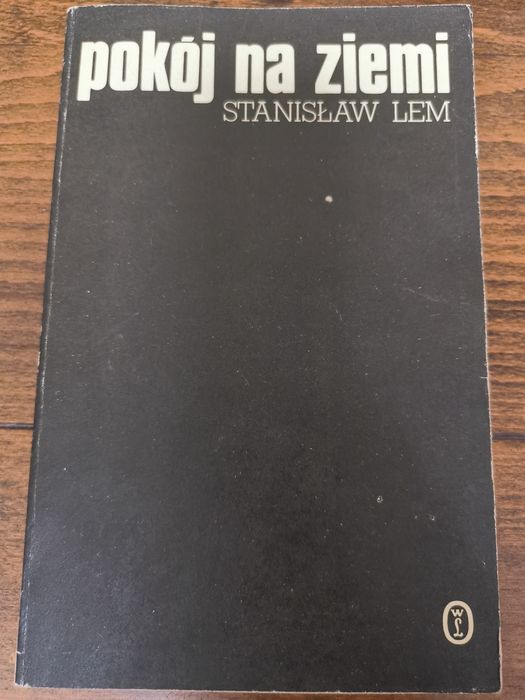 pokój na ziemi
STANISŁAW LEM
W
Ł